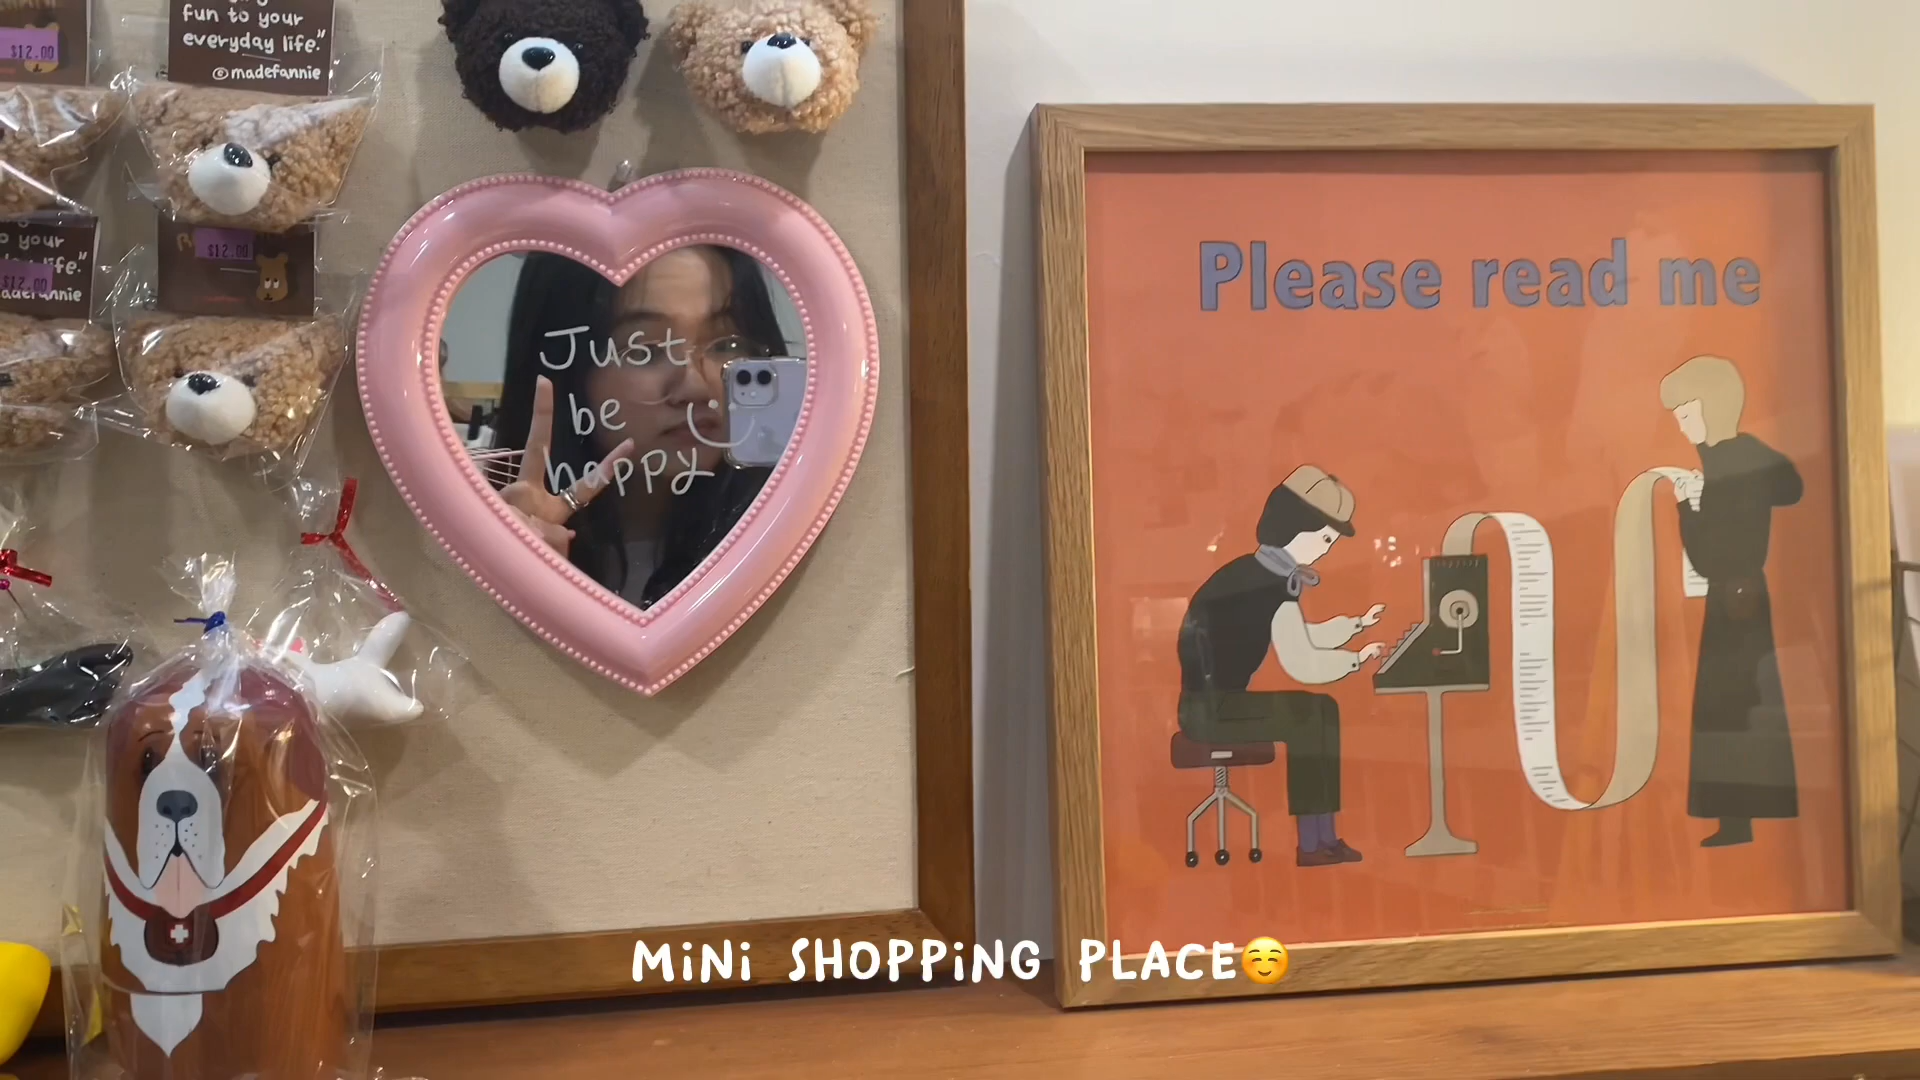 $12.00
fun to your
everyday life."
©madefannie
o your
life."
$12.00
$12.00
Just
be
happy
Please read me
MiNi SHOPPiNG PLACE☺️